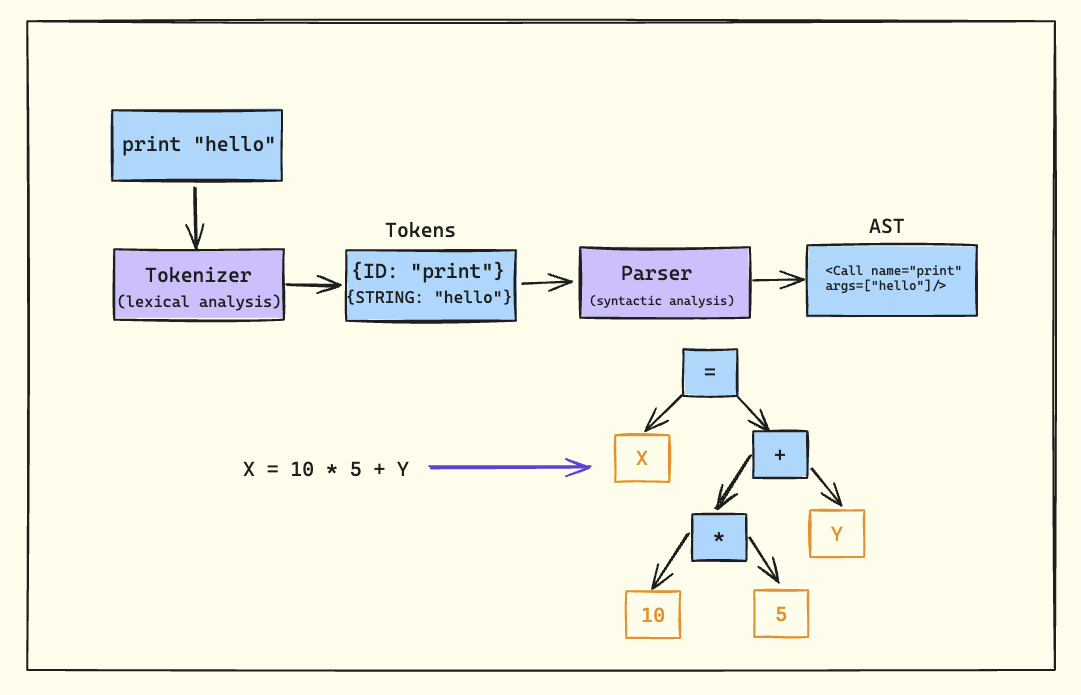 print "hello"
Tokens
AST
Tokenizer
(lexical analysis)
{ID: "print"}
{STRING: "hello"}
Parser
(syntactic analysis)
<Call name="print"
args=["hello"]/>
=
X
+
X = 10 * 5 + Y
*
Y
10
5